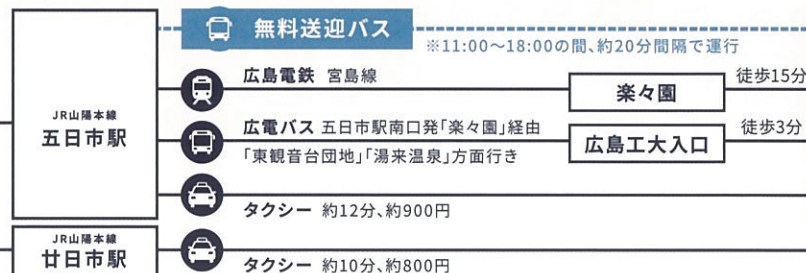 無料送迎バス
※11:00〜18:00の間、約20分間隔で運行
JR山陽本線
五日市駅
広島電鉄 宮島線
楽々園
徒歩15分
広電バス 五日市駅南口発「楽々園」経由
「東観音台団地」「湯来温泉」方面行き
広島工大入口
徒歩3分
タクシー 約12分、約900円
JR山陽本線
廿日市駅
タクシー 約10分、約800円